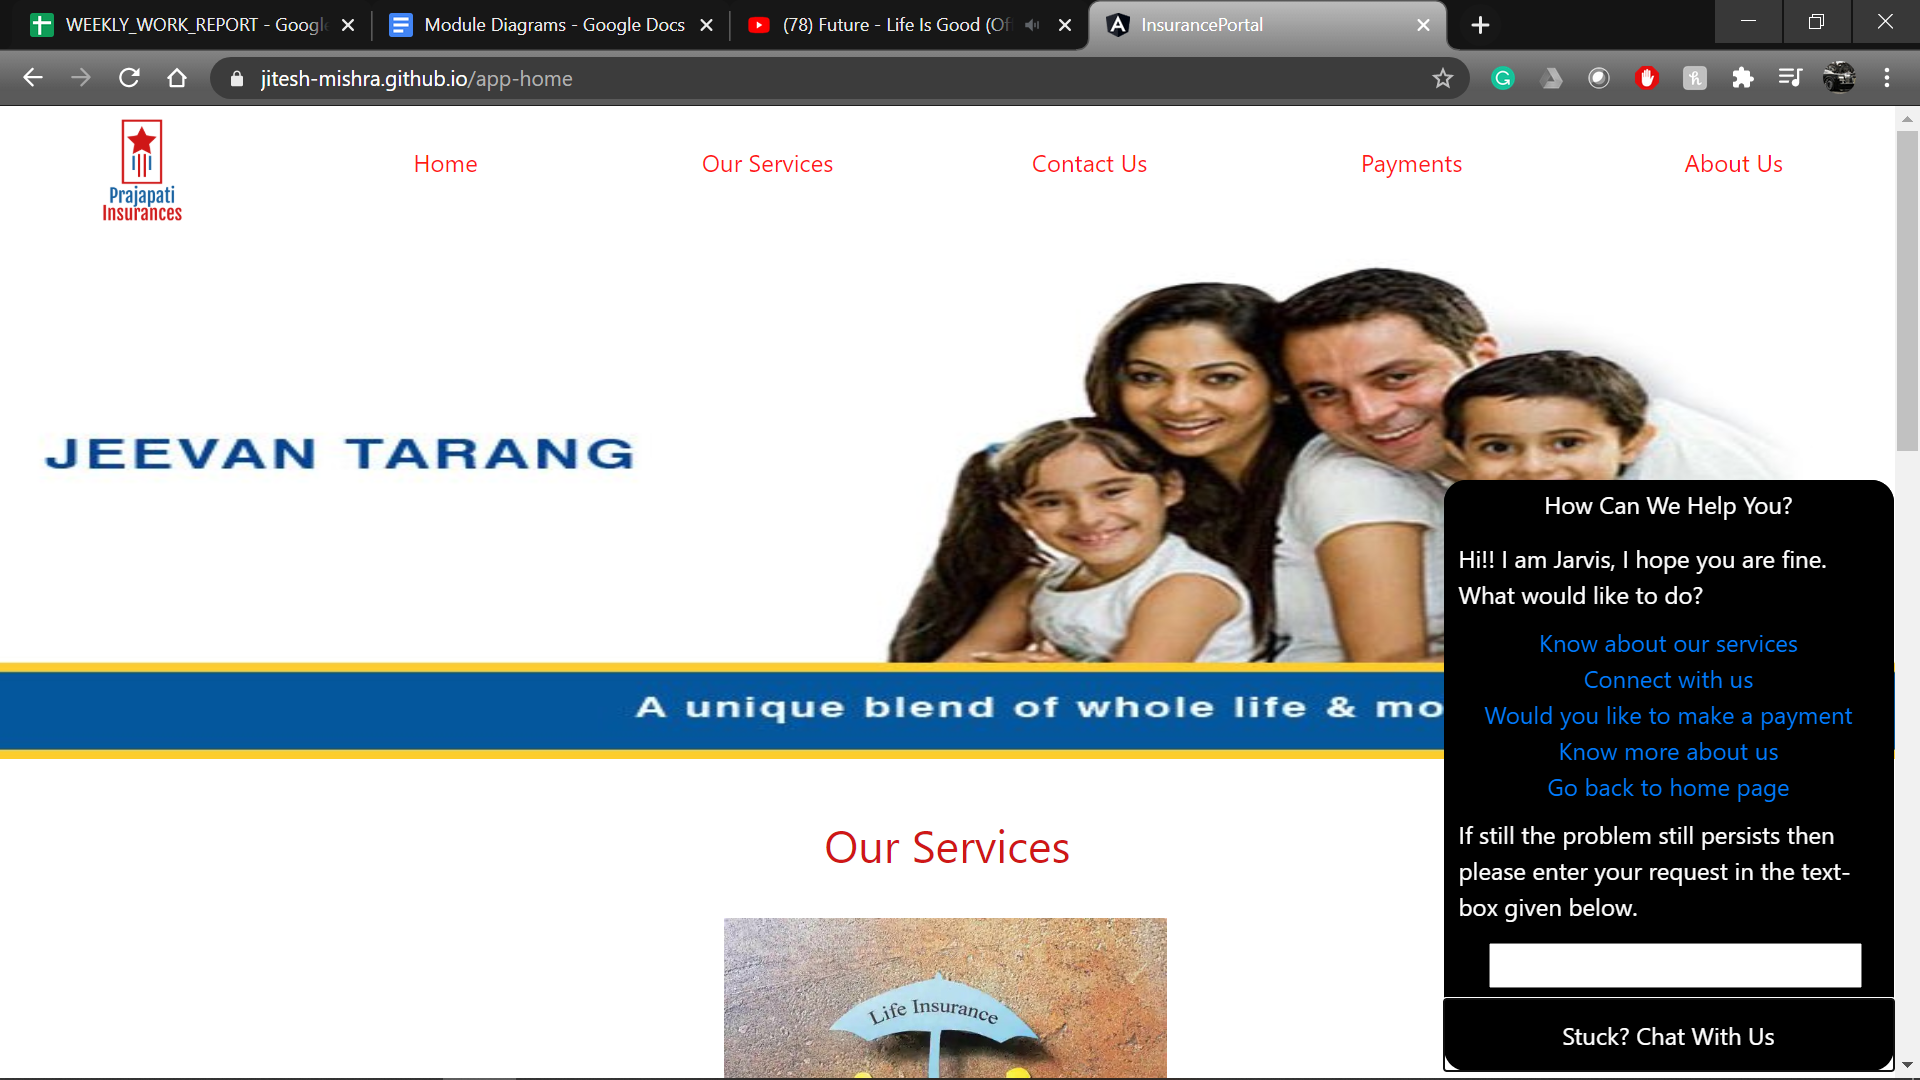 WEEKLY_WORK_REPORT - Google
Module Diagrams - Google Docs
(78) Future - Life Is Good (Of
InsurancePortal
jitesh-mishra.github.io/app-home
Prajapati
Insurances
Home
Our Services
Contact Us
Payments
About Us
JEEVAN TARANG
A unique blend of whole life & mo
How Can We Help You?
Hi!! I am Jarvis, I hope you are fine.
What would like to do?
Know about our services
Connect with us
Would you like to make a payment
Know more about us
Go back to home page
If still the problem still persists then
please enter your request in the text-
box given below.
Stuck? Chat With Us
Our Services
Life Insurance